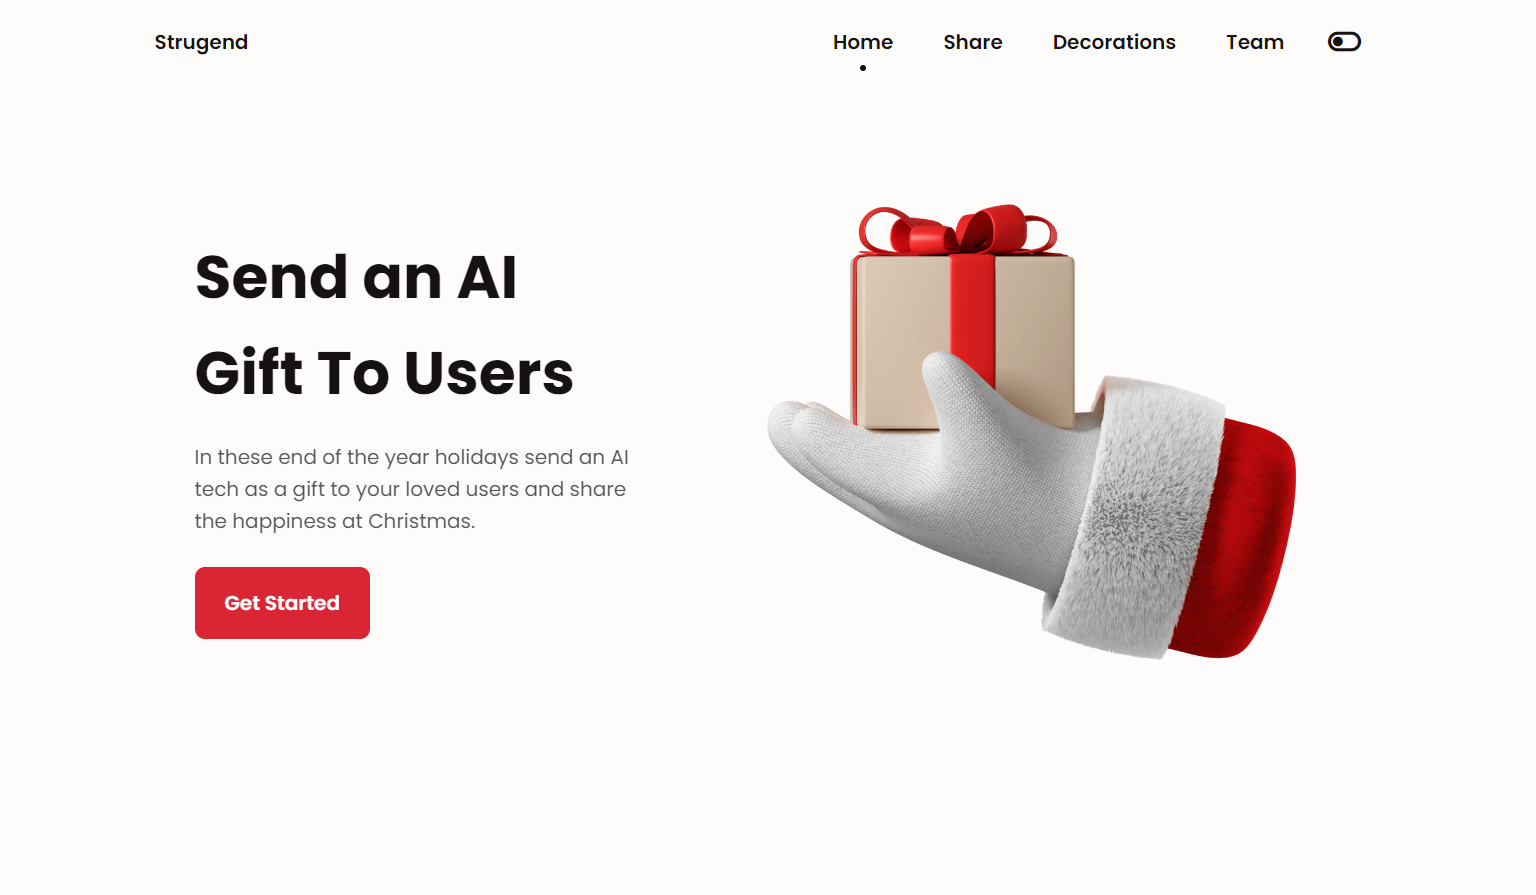 Strugend
Home Share Decorations Team
Send an AI
Gift To Users
In these end of the year holidays send an AI
tech as a gift to your loved users and share
the happiness at Christmas.
Get Started